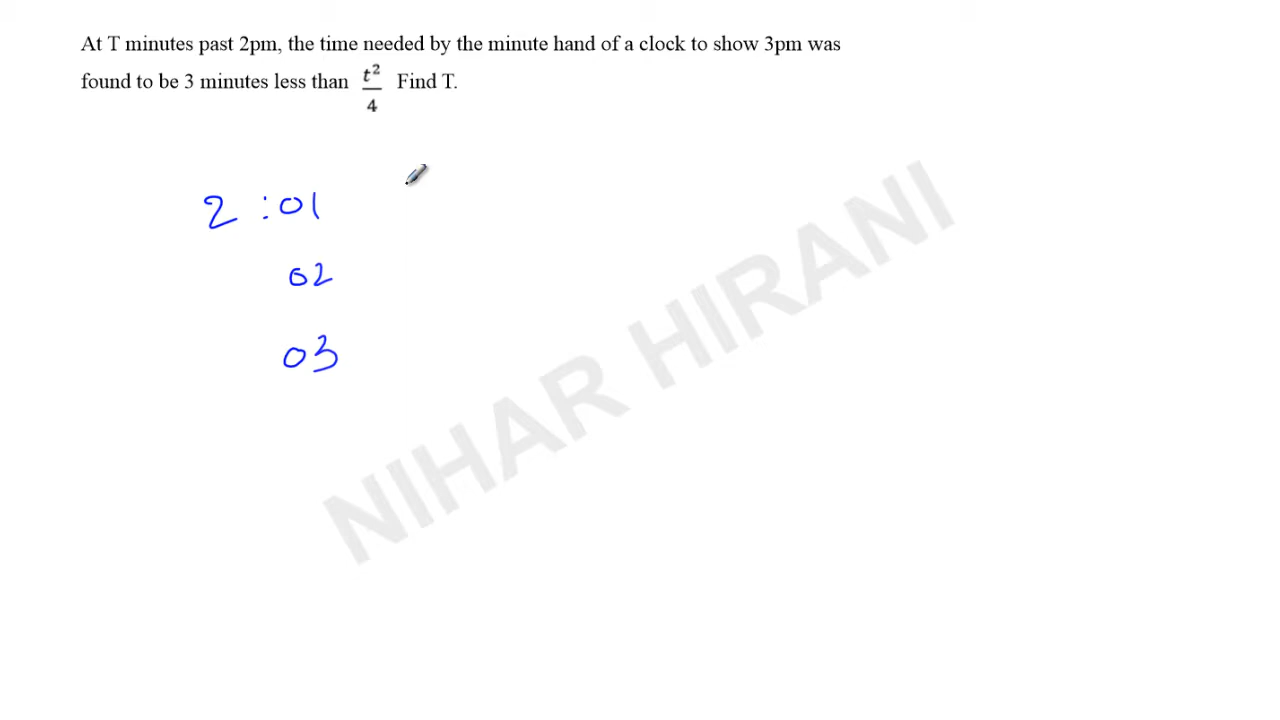 At T minutes past 2pm, the time needed by the minute hand of a clock to show 3pm was
found to be 3 minutes less than t²/4 Find T.
2 : 01
02
03
NIHAR HIRANI